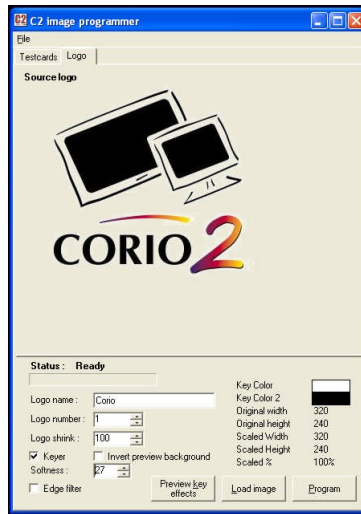 C2 C2 image programmer
File
Testcards Logo
Source logo
CORIO2
Status : Ready
Logo name : Corio
Logo number : 1
Logo shrink : 100
Keyer Invert preview background
Softness : 27
Edge filter
Key Color
Key Color 2
Original width 320
Original height 240
Scaled Width 320
Scaled Height 240
Scaled % 100%
Preview key effects
Load image
Program